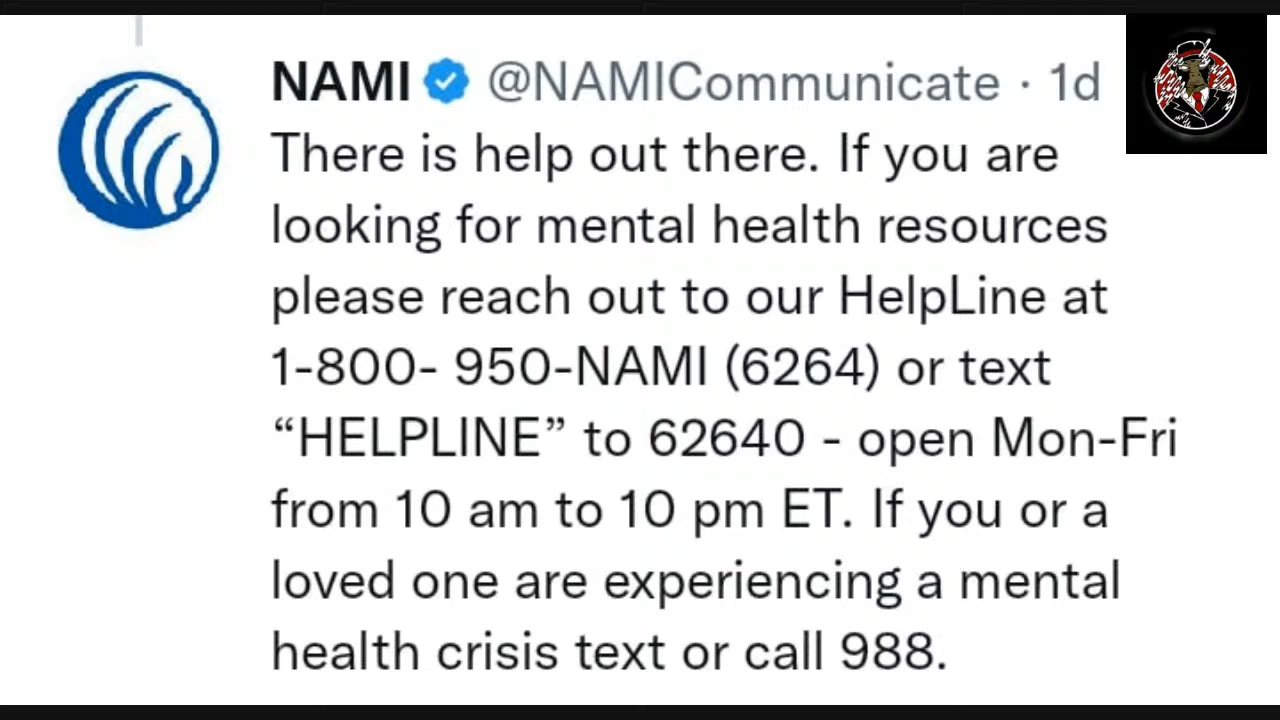 NAMI @NAMICommunicate · 1d
There is help out there. If you are
looking for mental health resources
please reach out to our HelpLine at
1-800- 950-NAMI (6264) or text
“HELPLINE” to 62640 - open Mon-Fri
from 10 am to 10 pm ET. If you or a
loved one are experiencing a mental
health crisis text or call 988.